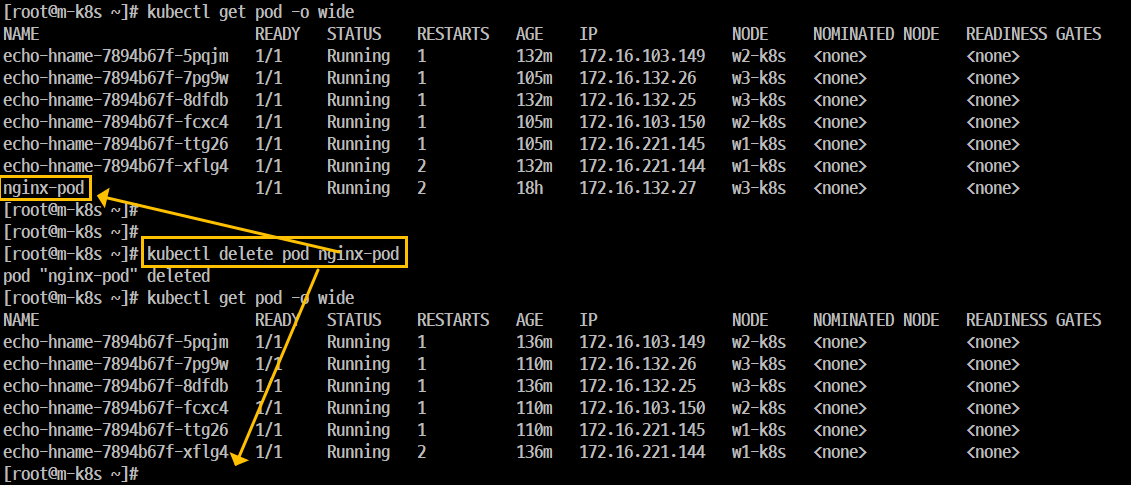 [root@m-k8s ~]# kubectl get pod -o wide
NAME READY STATUS RESTARTS AGE IP NODE NOMINATED NODE READINESS GATES
echo-hname-7894b67f-5pqjm 1/1 Running 1 132m 172.16.103.149 w2-k8s <none> <none>
echo-hname-7894b67f-7pg9w 1/1 Running 1 105m 172.16.132.26 w3-k8s <none> <none>
echo-hname-7894b67f-8dfdb 1/1 Running 1 132m 172.16.132.25 w3-k8s <none> <none>
echo-hname-7894b67f-fcxc4 1/1 Running 1 105m 172.16.103.150 w2-k8s <none> <none>
echo-hname-7894b67f-ttg26 1/1 Running 1 105m 172.16.221.145 w1-k8s <none> <none>
echo-hname-7894b67f-xflg4 1/1 Running 2 132m 172.16.221.144 w1-k8s <none> <none>
nginx-pod 1/1 Running 2 18h 172.16.132.27 w3-k8s <none> <none>
[root@m-k8s ~]#
[root@m-k8s ~]#
[root@m-k8s ~]# kubectl delete pod nginx-pod
pod "nginx-pod" deleted
[root@m-k8s ~]# kubectl get pod -o wide
NAME READY STATUS RESTARTS AGE IP NODE NOMINATED NODE READINESS GATES
echo-hname-7894b67f-5pqjm 1/1 Running 1 136m 172.16.103.149 w2-k8s <none> <none>
echo-hname-7894b67f-7pg9w 1/1 Running 1 110m 172.16.132.26 w3-k8s <none> <none>
echo-hname-7894b67f-8dfdb 1/1 Running 1 136m 172.16.132.25 w3-k8s <none> <none>
echo-hname-7894b67f-fcxc4 1/1 Running 1 110m 172.16.103.150 w2-k8s <none> <none>
echo-hname-7894b67f-ttg26 1/1 Running 1 110m 172.16.221.145 w1-k8s <none> <none>
echo-hname-7894b67f-xflg4 1/1 Running 2 136m 172.16.221.144 w1-k8s <none> <none>
[root@m-k8s ~]#